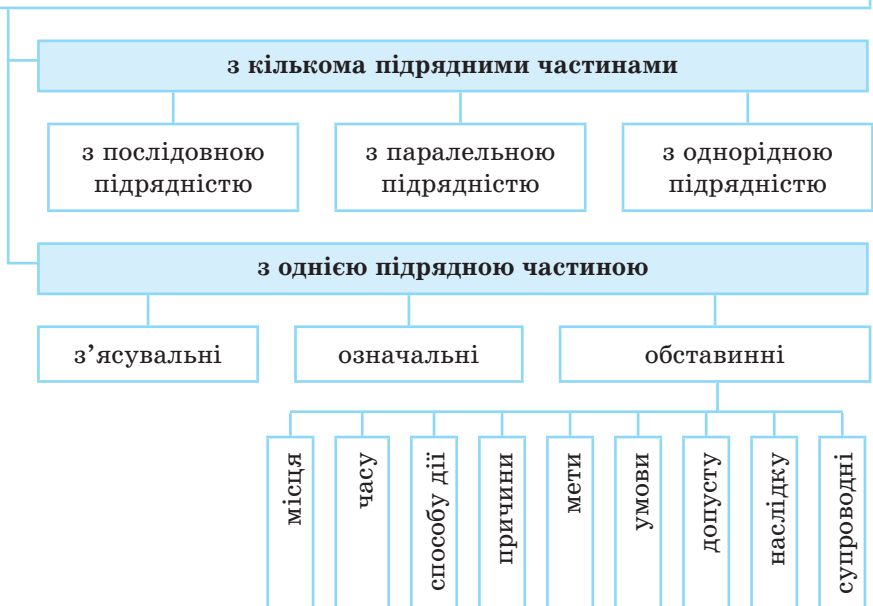 з кількома підрядними частинами
з послідовною
підрядністю
з паралельною
підрядністю
з однорідною
підрядністю
з однією підрядною частиною
з’ясувальні
означальні
обставинні
місця
часу
способу дії
причини
мети
умови
допусту
наслідку
супроводні